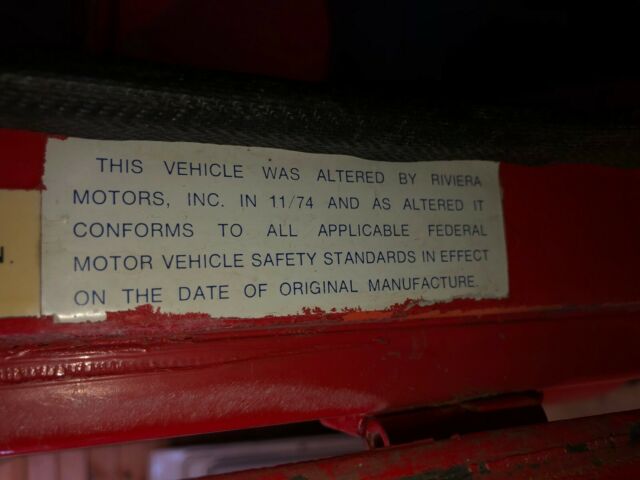 THIS VEHICLE WAS ALTERED BY RIVIERA
MOTORS, INC. IN 11/74 AND AS ALTERED IT
CONFORMS TO ALL APPLICABLE FEDERAL
MOTOR VEHICLE SAFETY STANDARDS IN EFFECT
ON THE DATE OF ORIGINAL MANUFACTURE.